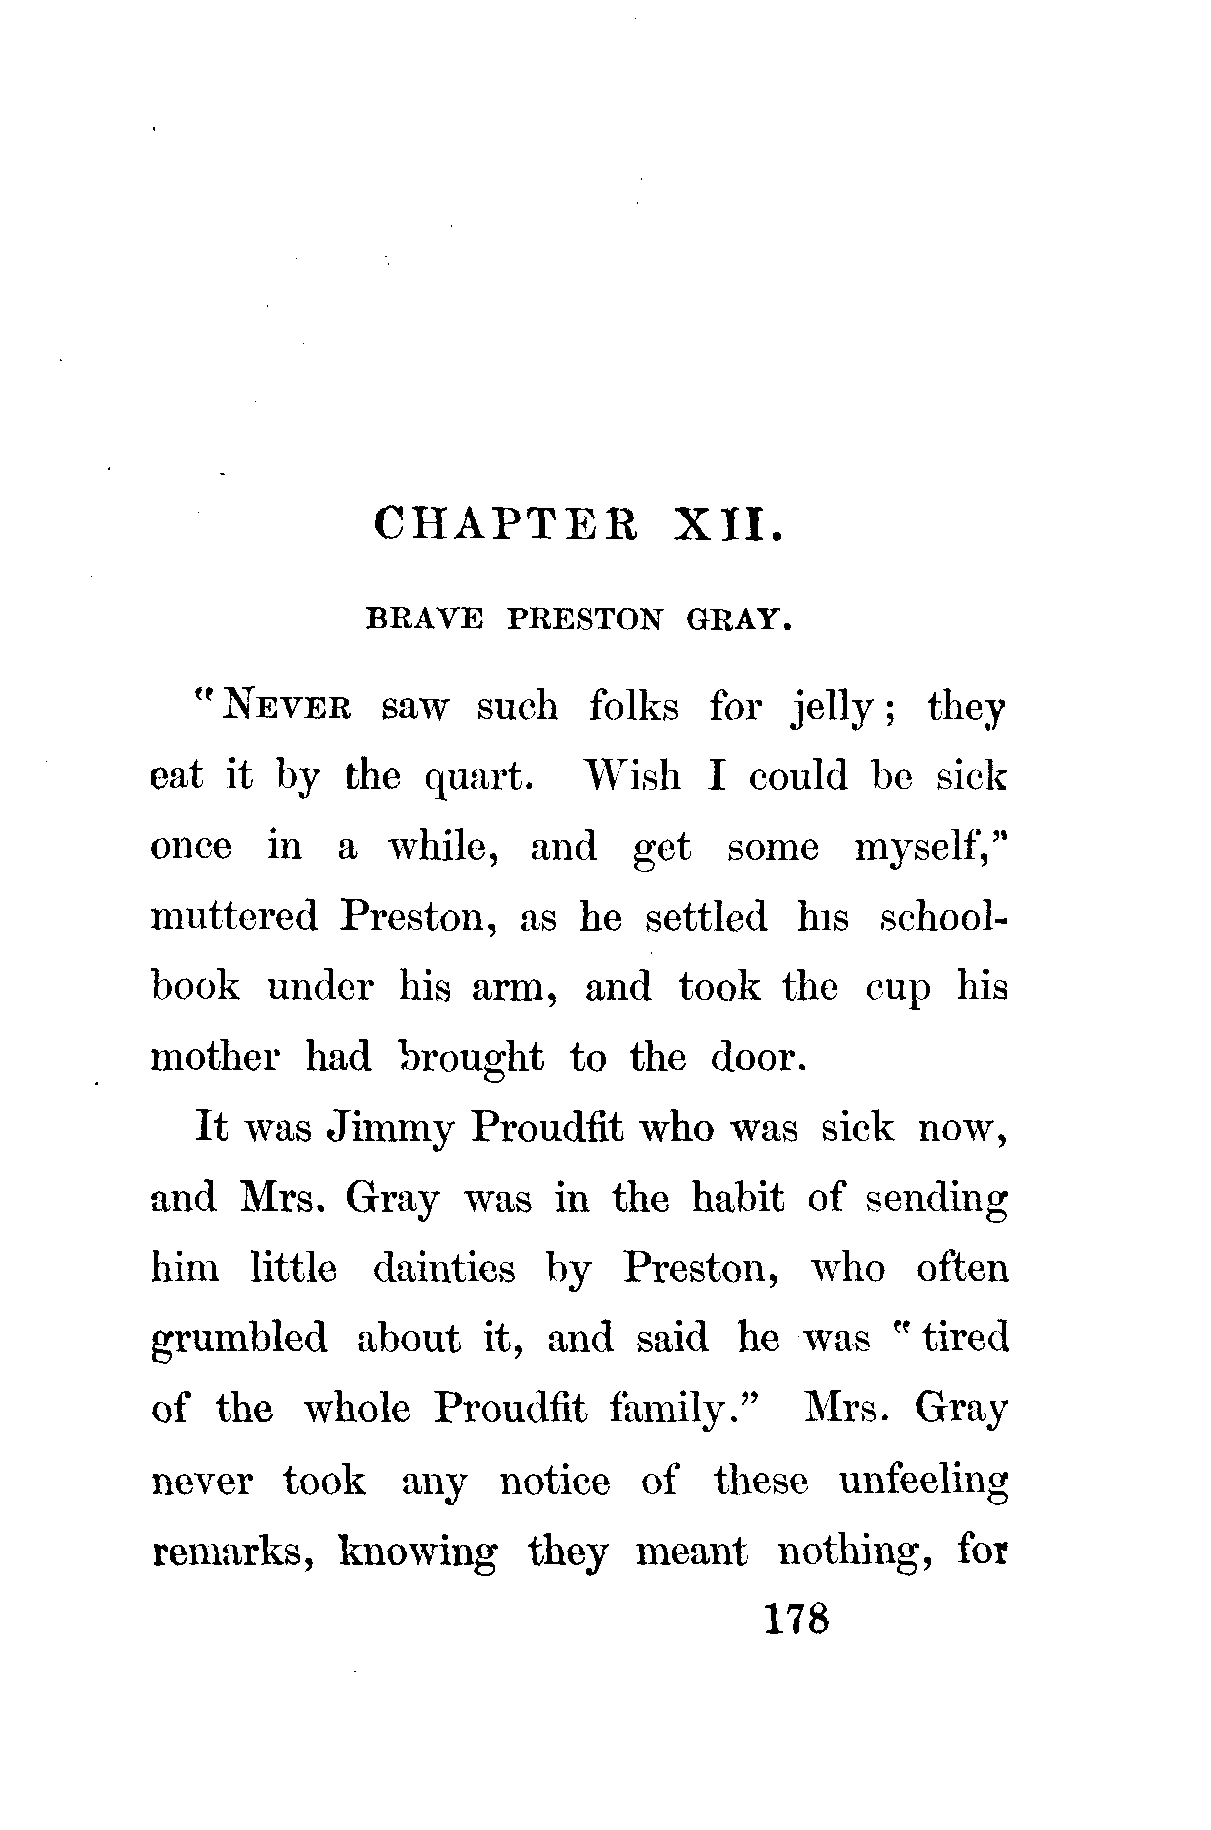 CHAPTER XII.
BRAVE PRESTON GRAY.
"NEVER saw such folks for jelly; they
eat it by the quart. Wish I could be sick
once in a while, and get some myself,"
muttered Preston, as he settled his school-
book under his arm, and took the cup his
mother had brought to the door.
It was Jimmy Proudfit who was sick now,
and Mrs. Gray was in the habit of sending
him little dainties by Preston, who often
grumbled about it, and said he was "tired
of the whole Proudfit family." Mrs. Gray
never took any notice of these unfeeling
remarks, knowing they meant nothing, for
178